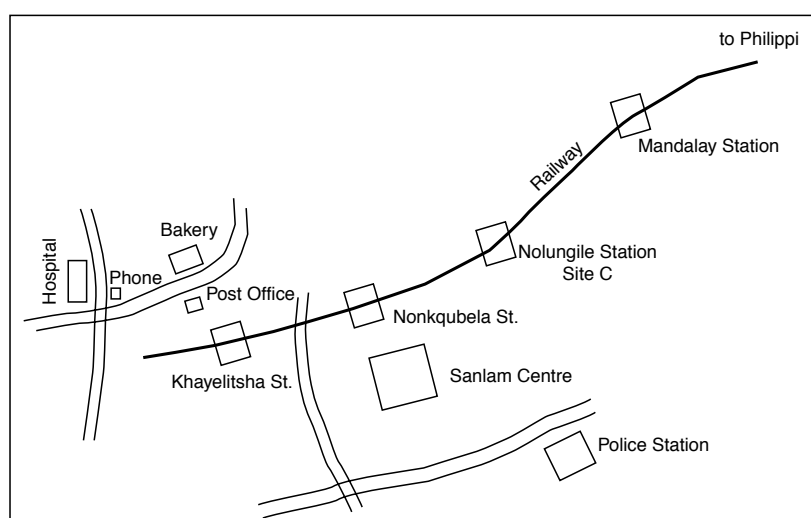 to Philippi
Mandalay Station
Railway
Nolungile Station
Site C
Bakery
Hospital
Phone
Post Office
Nonkqubela St.
Khayelitsha St.
Sanlam Centre
Police Station